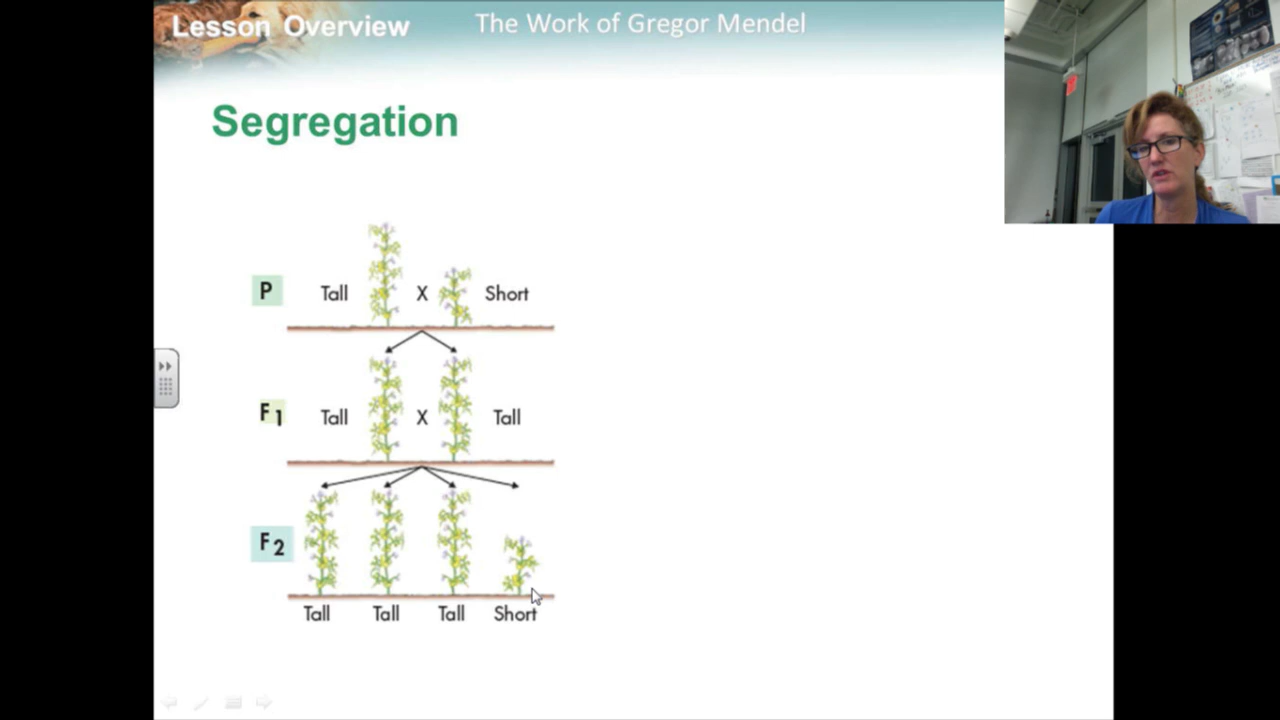 Lesson Overview
The Work of Gregor Mendel
Segregation
P Tall X Short
F1 Tall X Tall
F2
Tall Tall Tall Short